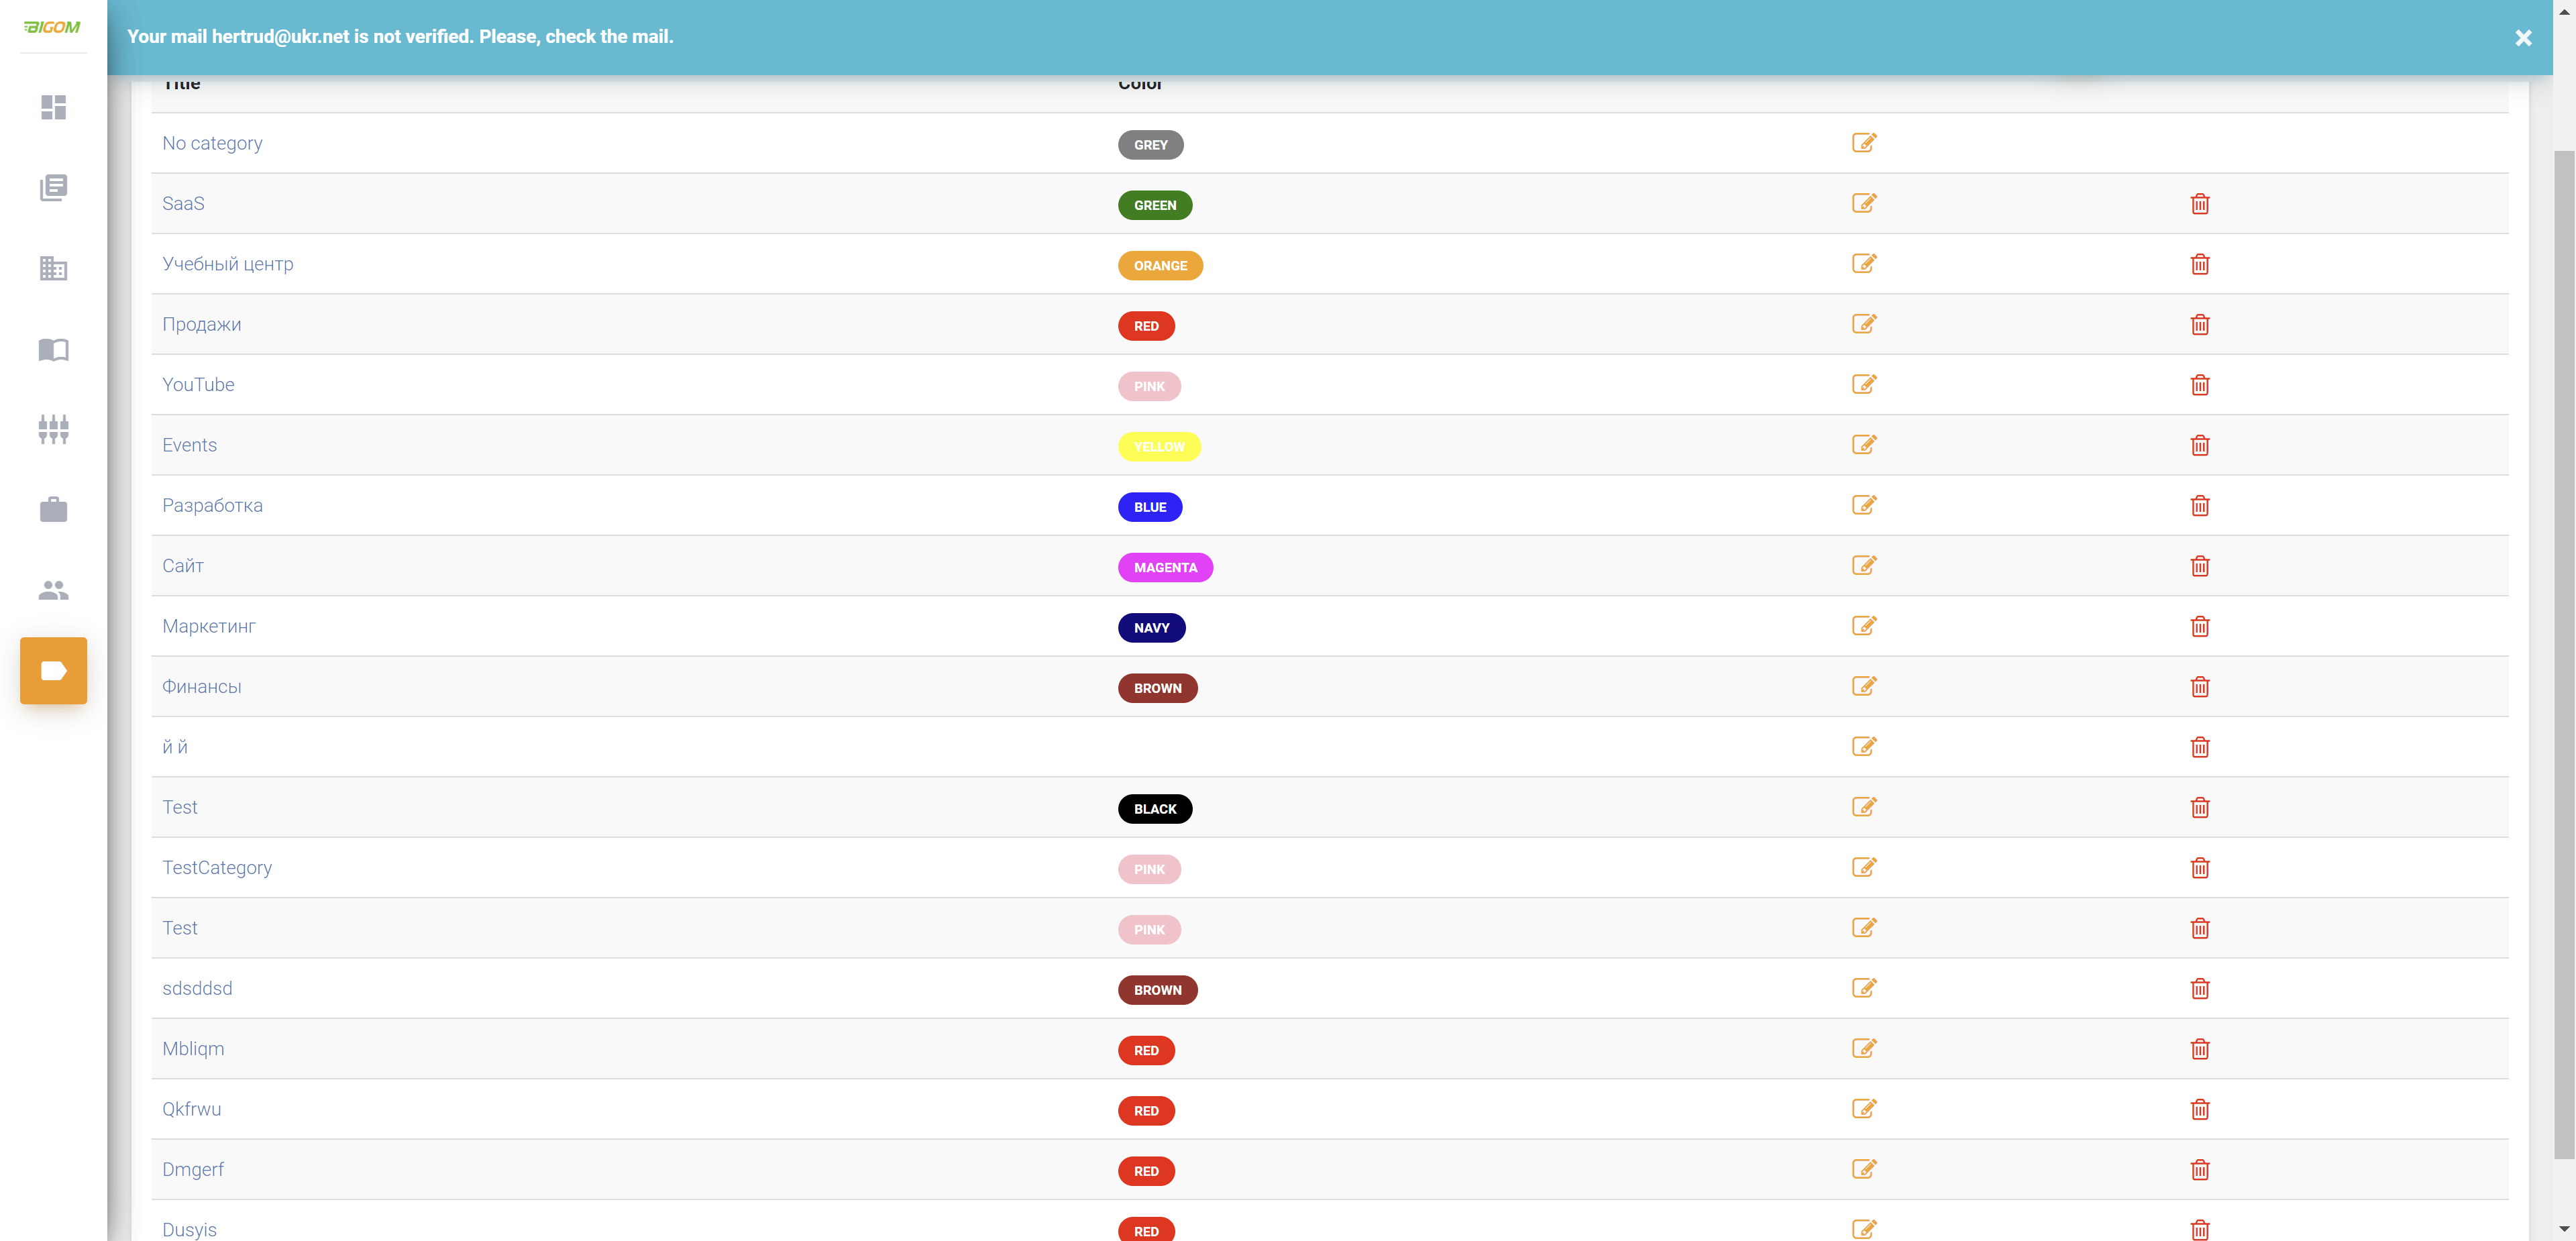 BIGOM
Your mail hertrud@ukr.net is not verified. Please, check the mail.
Title Color
No category GREY
SaaS GREEN
Учебный центр ORANGE
Продажи RED
YouTube PINK
Events YELLOW
Разработка BLUE
Сайт MAGENTA
Маркетинг NAVY
Финансы BROWN
й й
Test BLACK
TestCategory PINK
Test PINK
sdsddsd BROWN
Mbliqm RED
Qkfrwu RED
Dmgerf RED
Dusyis RED